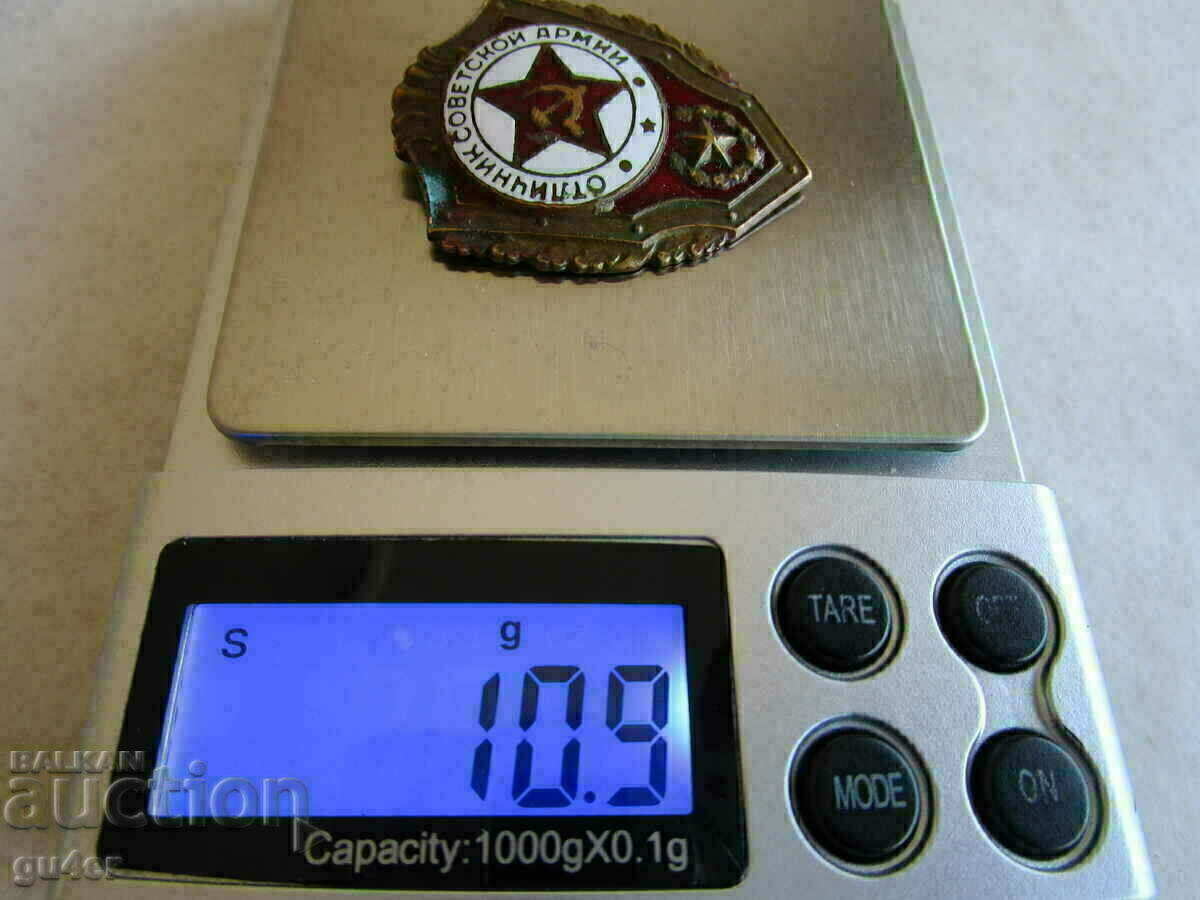 ОТЛИЧНИК СОВЕТСКОЙ АРМИИ
S g
10.9
Capacity:1000gX0.1g
TARE OFF
MODE ON
BALKAN
auction
gu4er